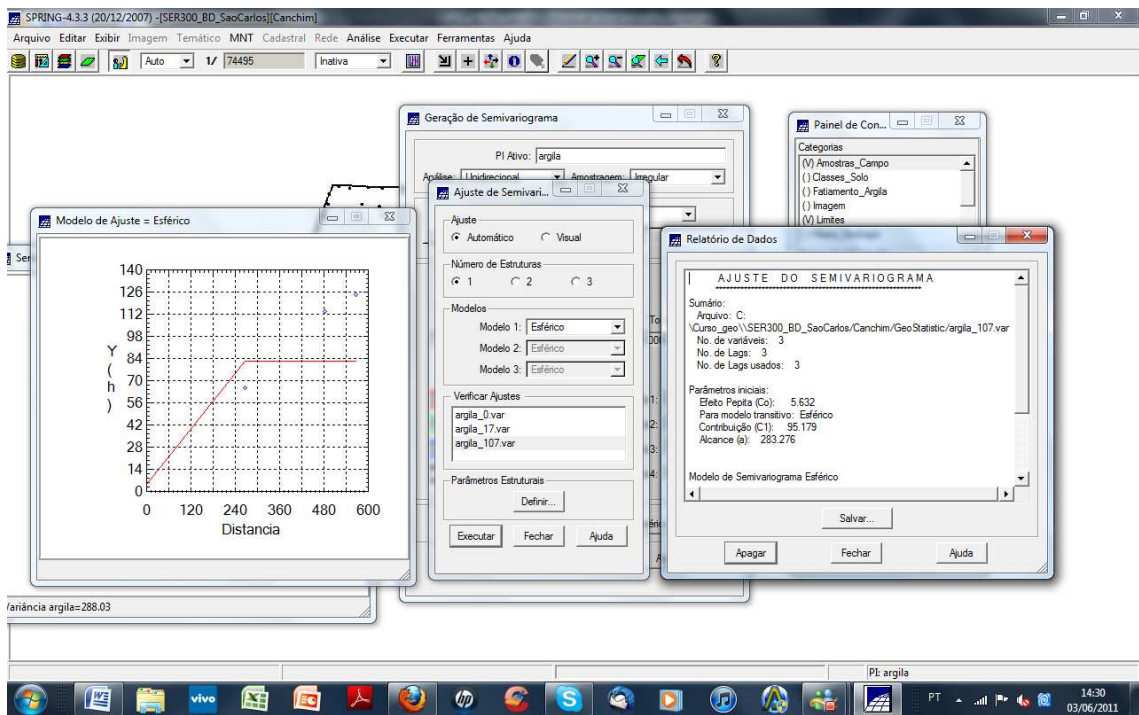 SPRING-4.3.3 (20/12/2007) -[SER300_BD_SaoCarlos][Canchim]
Arquivo Editar Exibir Imagem Temático MNT Cadastral Rede Análise Executar Ferramentas Ajuda
Auto 1/ 74495 Inativa
Geração de Semivariograma
PI Ativo: argila
Análise: Unidirecional Amostragem: Irregular
Painel de Con...
Categorias
(V) Amostras_Campo
( ) Classes_Solo
( ) Fatiamento_Argila
( ) Imagem
(V) Limites
Modelo de Ajuste = Esférico
140
126
112
98
84
70
56
42
28
14
0
Y
(
h
)
0 120 240 360 480 600
Distancia
Variância argila=288.03
Ajuste de Semivari...
Ajuste
Automático Visual
Número de Estruturas
1 2 3
Modelos
Modelo 1: Esférico
Modelo 2: Esférico
Modelo 3: Esférico
Verificar Ajustes
argila_0.var
argila_17.var
argila_107.var
Parâmetros Estruturais
Definir...
Executar Fechar Ajuda
1:
2:
3:
4:
Relatório de Dados
AJUSTE DO SEMIVARIOGRAMA
Sumário:
Arquivo: C:
\Curso_geo\\SER300_BD_SaoCarlos/Canchim/GeoStatistic/argila_107.var
No. de variáveis: 3
No. de Lags: 3
No. de Lags usados: 3
Parâmetros iniciais:
Efeito Pepita (Co): 5.632
Para modelo transitivo: Esférico
Contribuição (C1): 95.179
Alcance (a): 283.276
Modelo de Semivariograma Esférico
Salvar...
Apagar Fechar Ajuda
PI: argila
vivo
hp
PT
14:30
03/06/2011